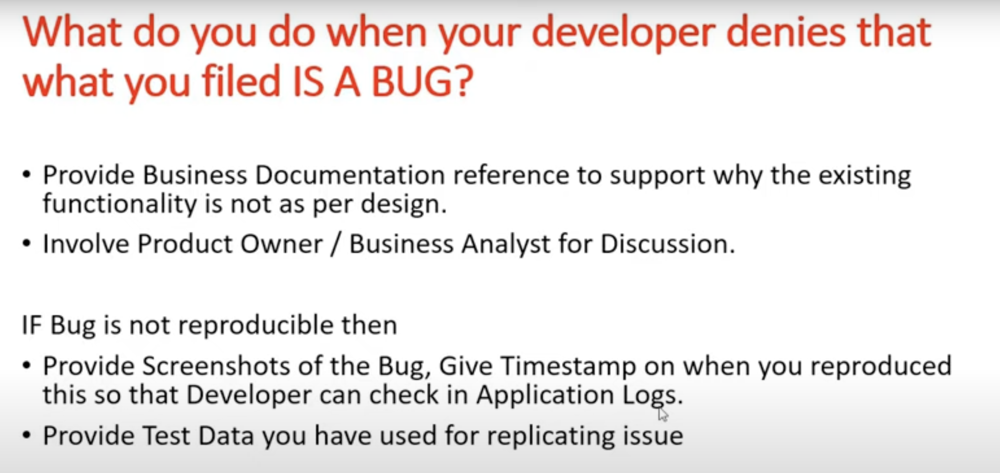 What do you do when your developer denies that
what you filed IS A BUG?
• Provide Business Documentation reference to support why the existing
functionality is not as per design.
• Involve Product Owner / Business Analyst for Discussion.
IF Bug is not reproducible then
• Provide Screenshots of the Bug, Give Timestamp on when you reproduced
this so that Developer can check in Application Logs.
• Provide Test Data you have used for replicating issue